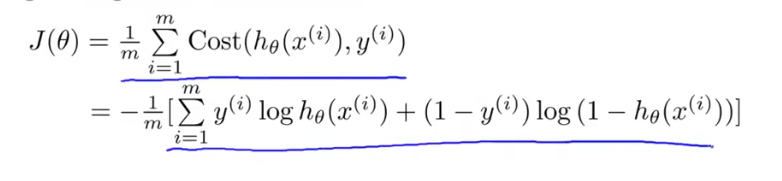 J(θ) = 1/m ∑_{i=1}^{m} Cost(h_θ(x^{(i)}), y^{(i)})
= −1/m [∑_{i=1}^{m} y^{(i)} log h_θ(x^{(i)}) + (1 − y^{(i)}) log (1 − h_θ(x^{(i)}))]